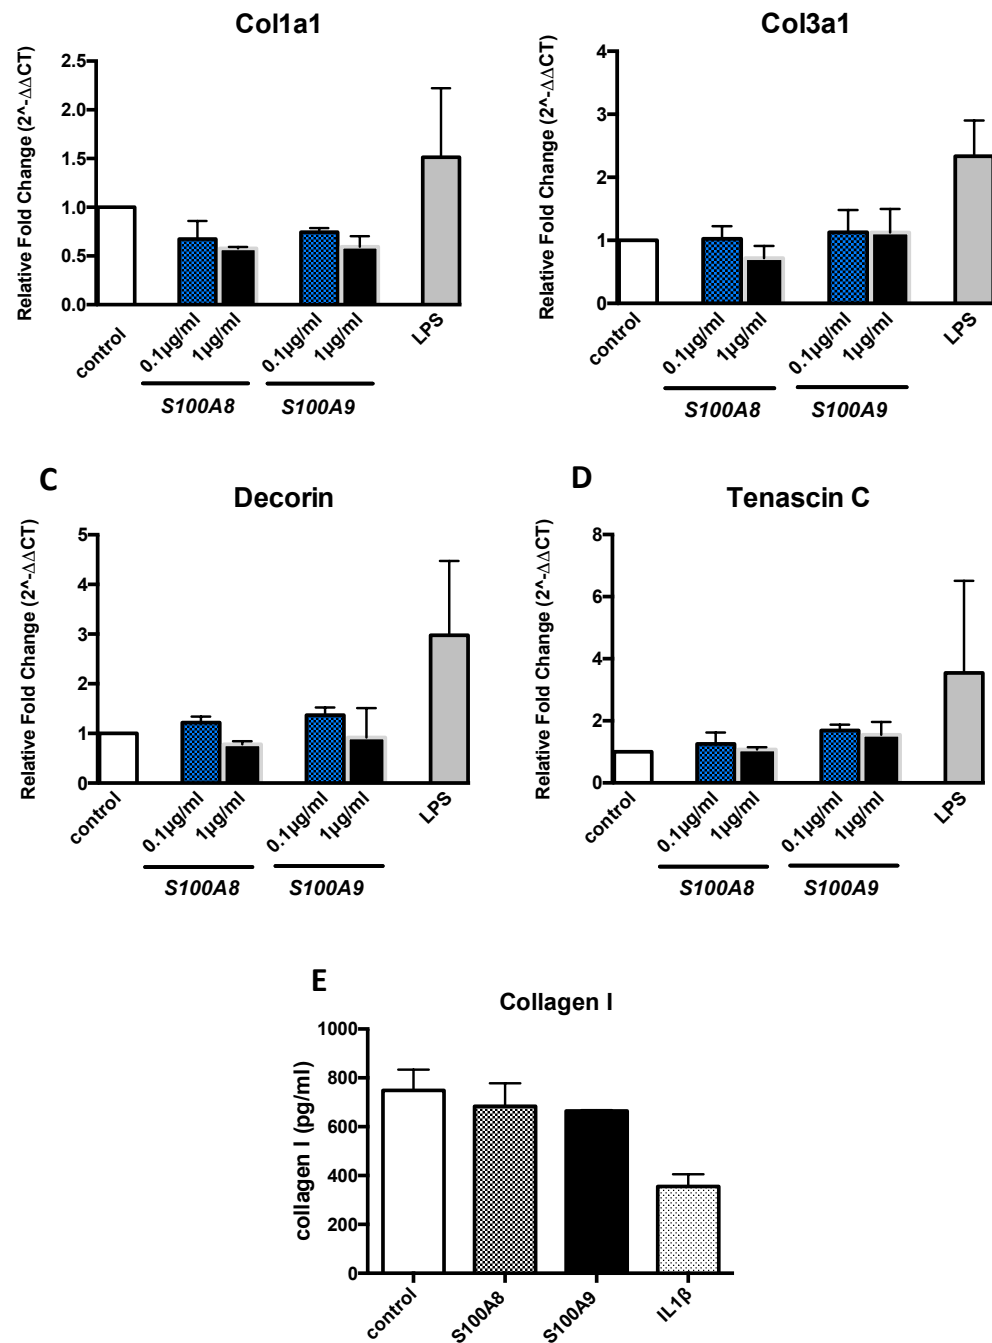 Col1a1
Relative Fold Change (2^-ΔΔCT)
2.5
2.0
1.5
1.0
0.5
0.0
control
0.1µg/ml
1µg/ml
0.1µg/ml
1µg/ml
LPS
S100A8
S100A9
Col3a1
Relative Fold Change (2^-ΔΔCT)
4
3
2
1
0
control
0.1µg/ml
1µg/ml
0.1µg/ml
1µg/ml
LPS
S100A8
S100A9
C
Decorin
Relative Fold Change (2^-ΔΔCT)
5
4
3
2
1
0
control
0.1µg/ml
1µg/ml
0.1µg/ml
1µg/ml
LPS
S100A8
S100A9
D
Tenascin C
Relative Fold Change (2^-ΔΔCT)
8
6
4
2
0
control
0.1µg/ml
1µg/ml
0.1µg/ml
1µg/ml
LPS
S100A8
S100A9
E
Collagen I
collagen I (pg/ml)
1000
800
600
400
200
0
control
S100A8
S100A9
IL1β